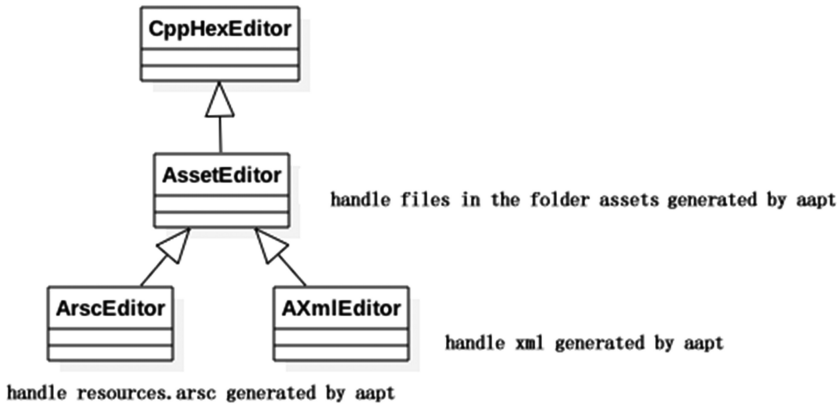 CppHexEditor
AssetEditor
handle files in the folder assets generated by aapt
ArscEditor
AXmlEditor
handle xml generated by aapt
handle resources.arsc generated by aapt